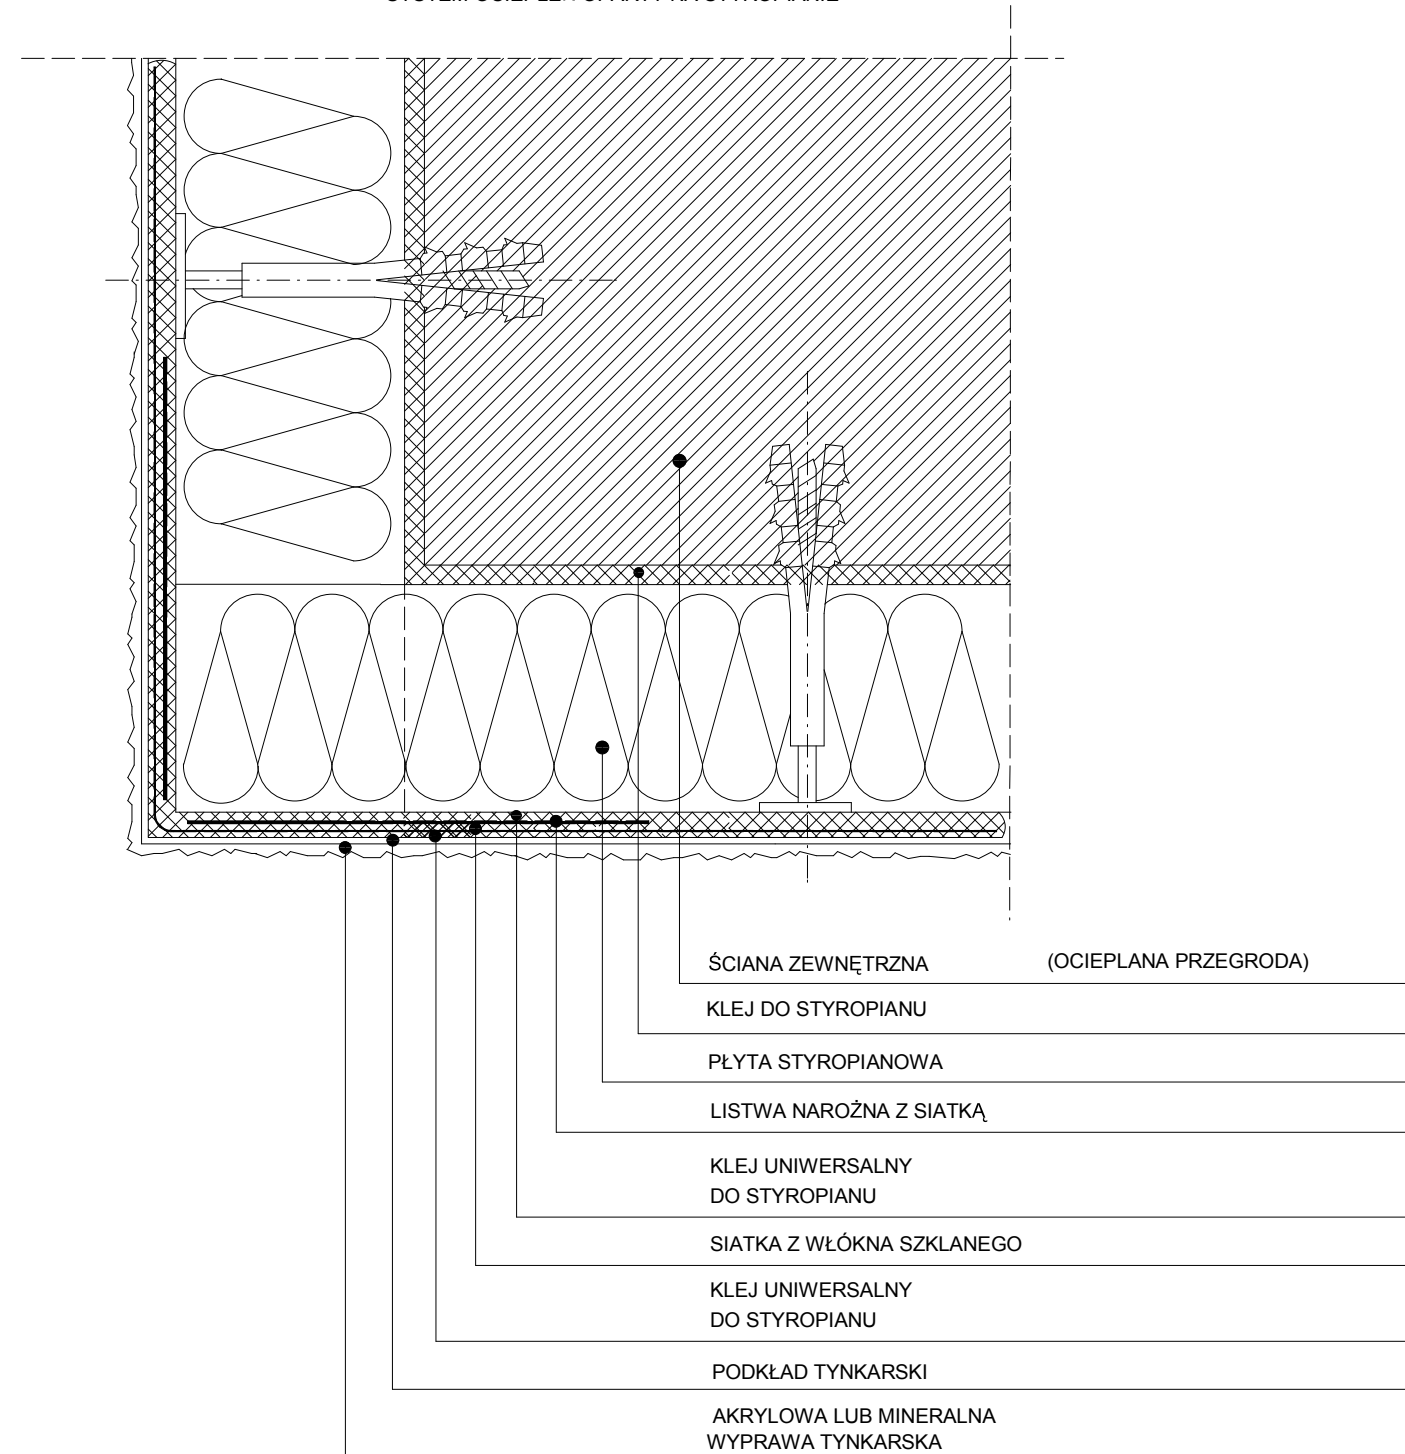 ŚCIANA ZEWNĘTRZNA (OCIEPLANA PRZEGRODA)
KLEJ DO STYROPIANU
PŁYTA STYROPIANOWA
LISTWA NAROŻNA Z SIATKĄ
KLEJ UNIWERSALNY
DO STYROPIANU
SIATKA Z WŁÓKNA SZKLANEGO
KLEJ UNIWERSALNY
DO STYROPIANU
PODKŁAD TYNKARSKI
AKRYLOWA LUB MINERALNA
WYPRAWA TYNKARSKA